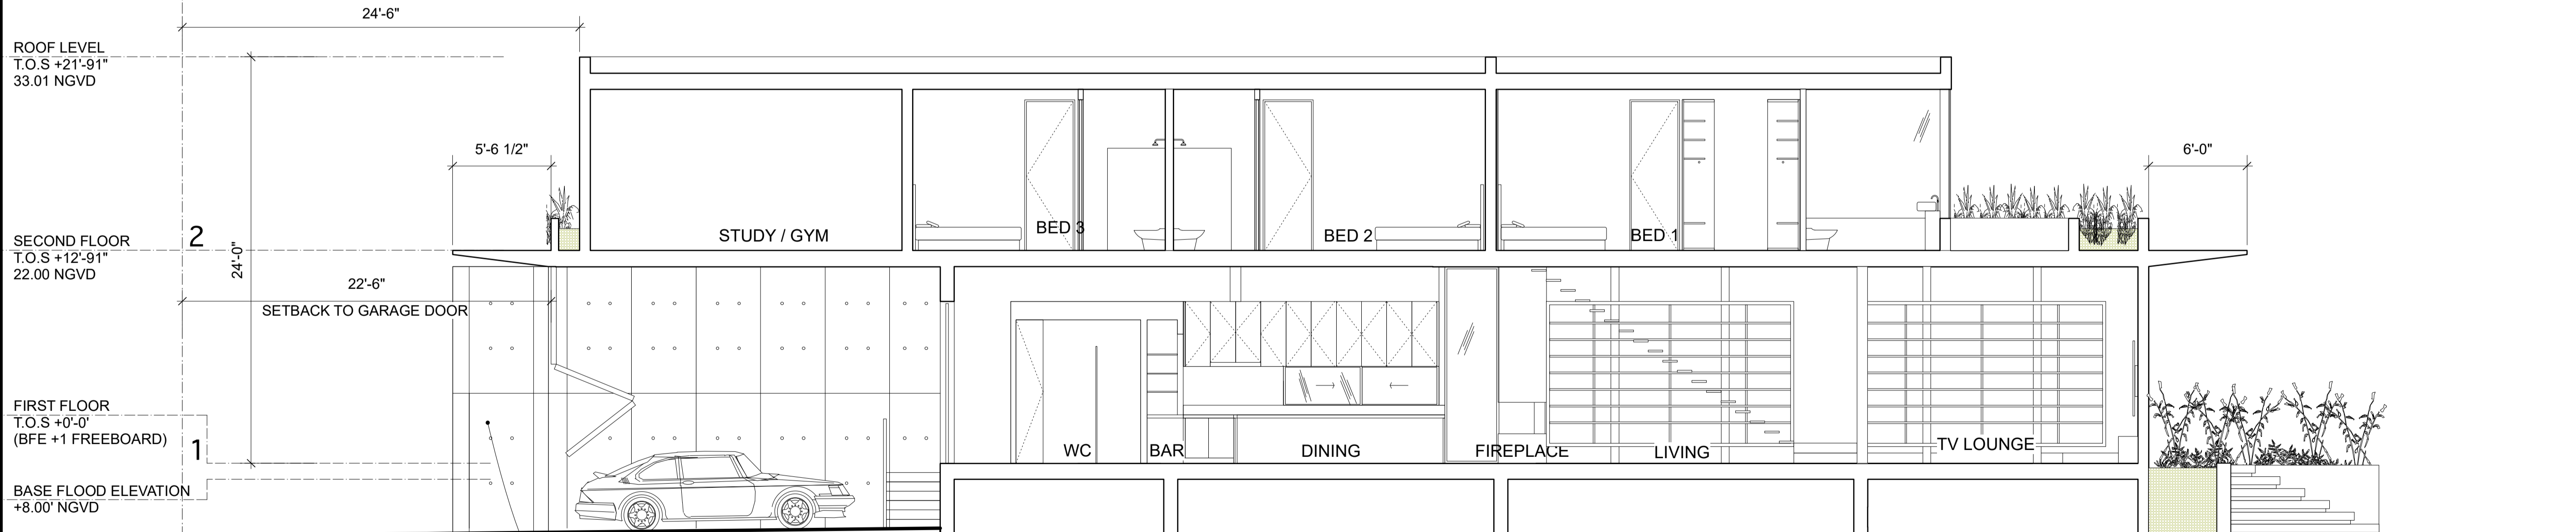 24'-6"
ROOF LEVEL
T.O.S +21'-91"
33.01 NGVD
5'-6 1/2"
6'-0"
SECOND FLOOR
T.O.S +12'-91"
22.00 NGVD
2
24'-0"
STUDY / GYM
BED 3
BED 2
BED 1
22'-6"
SETBACK TO GARAGE DOOR
FIRST FLOOR
T.O.S +0'-0'
(BFE +1 FREEBOARD)
1
WC
BAR
DINING
FIREPLACE
LIVING
TV LOUNGE
BASE FLOOD ELEVATION
+8.00' NGVD